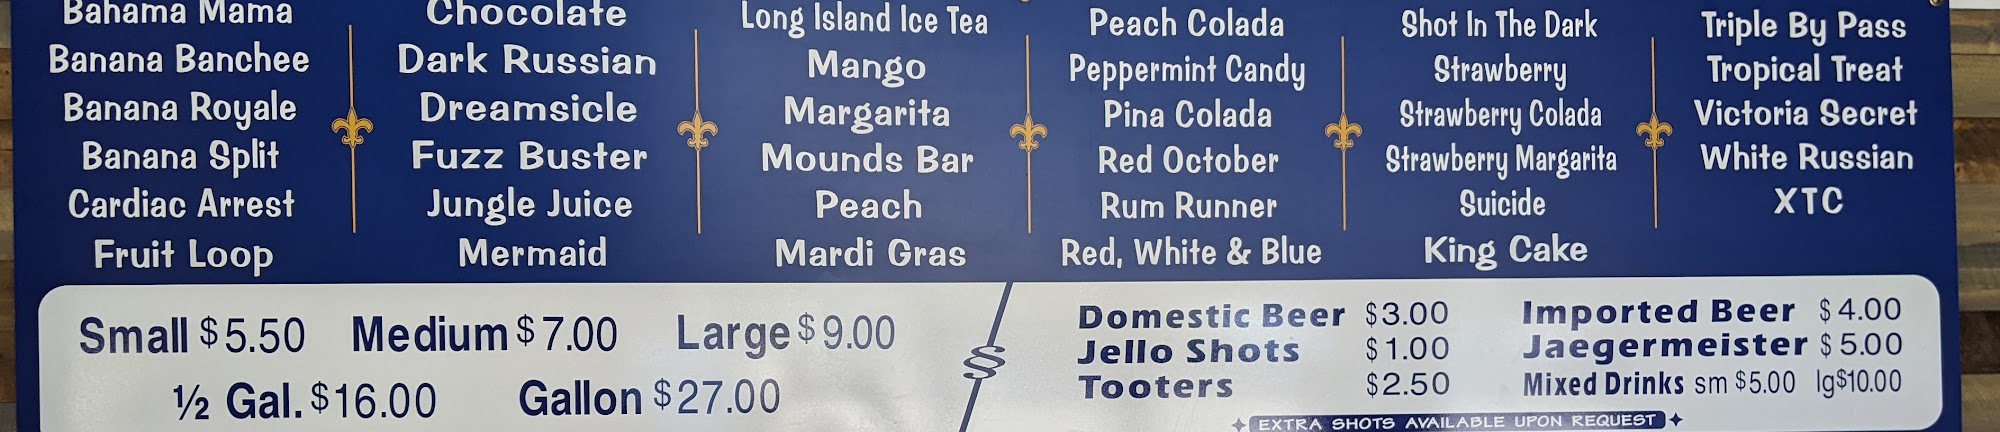 Bahama Mama
Banana Banchee
Banana Royale
Banana Split
Cardiac Arrest
Fruit Loop
Chocolate
Dark Russian
Dreamsicle
Fuzz Buster
Jungle Juice
Mermaid
Long Island Ice Tea
Mango
Margarita
Mounds Bar
Peach
Mardi Gras
Peach Colada
Peppermint Candy
Pina Colada
Red October
Rum Runner
Red, White & Blue
Shot In The Dark
Strawberry
Strawberry Colada
Strawberry Margarita
Suicide
King Cake
Triple By Pass
Tropical Treat
Victoria Secret
White Russian
XTC
Small $5.50 Medium $7.00 Large $9.00
½ Gal. $16.00 Gallon $27.00
Domestic Beer $3.00
Jello Shots $1.00
Tooters $2.50
Imported Beer $4.00
Jaegermeister $5.00
Mixed Drinks sm $5.00 lg $10.00
EXTRA SHOTS AVAILABLE UPON REQUEST